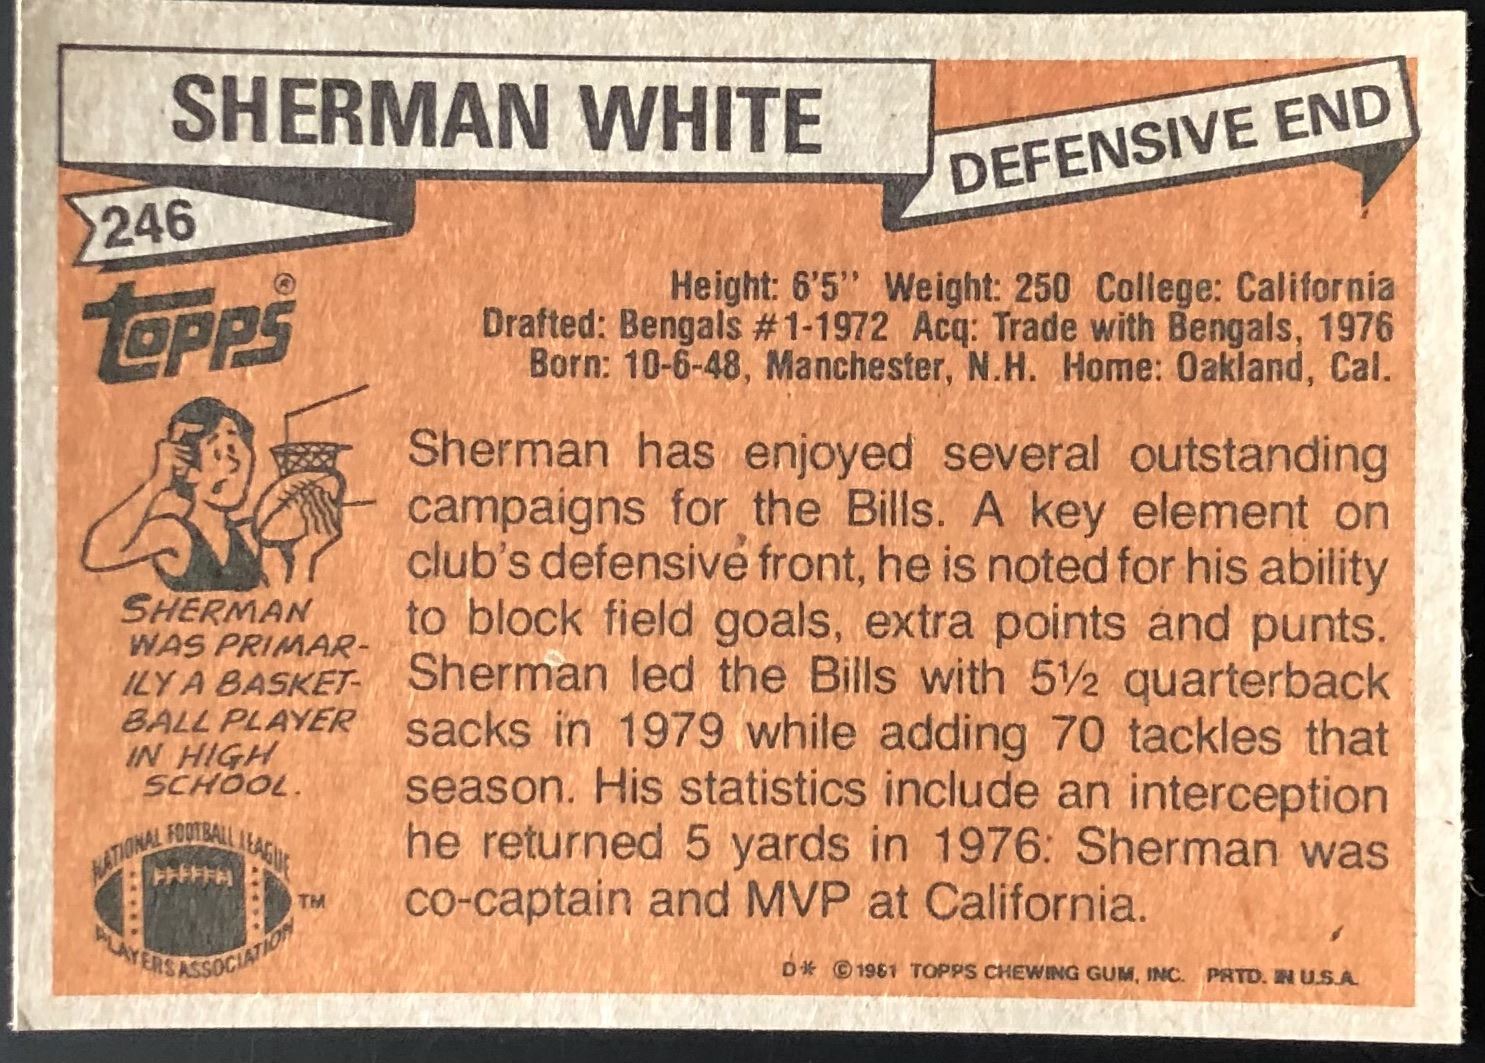 SHERMAN WHITE
DEFENSIVE END
246
TOPPS®
Height: 6'5'' Weight: 250 College: California
Drafted: Bengals #1-1972 Acq: Trade with Bengals, 1976
Born: 10-6-48, Manchester, N.H. Home: Oakland, Cal.
Sherman has enjoyed several outstanding
campaigns for the Bills. A key element on
club's defensive front, he is noted for his ability
to block field goals, extra points and punts.
Sherman led the Bills with 5½ quarterback
sacks in 1979 while adding 70 tackles that
season. His statistics include an interception
he returned 5 yards in 1976: Sherman was
co-captain and MVP at California.
SHERMAN
WAS PRIMAR-
ILY A BASKET-
BALL PLAYER
IN HIGH
SCHOOL.
NATIONAL FOOTBALL LEAGUE
PLAYERS ASSOCIATION
TM
D* © 1981 TOPPS CHEWING GUM, INC. PRTD. IN U.S.A.